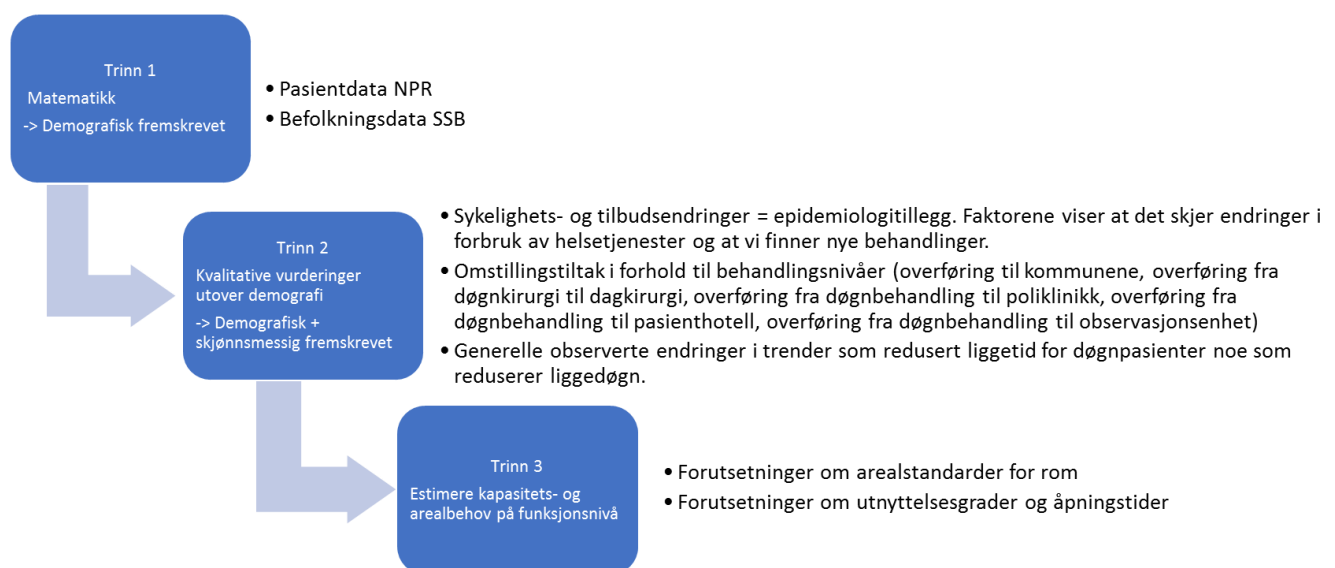 Trinn 1
Matematikk
-> Demografisk fremskrevet
• Pasientdata NPR
• Befolkningsdata SSB
Trinn 2
Kvalitative vurderinger
utover demografi
-> Demografisk +
skjønnsmessig fremskrevet
• Sykelighets- og tilbudsendringer = epidemiologitillegg. Faktorene viser at det skjer endringer i
forbruk av helsetjenester og at vi finner nye behandlinger.
• Omstillingstiltak i forhold til behandlingsnivåer (overføring til kommunene, overføring fra
døgnkirurgi til dagkirurgi, overføring fra døgnbehandling til poliklinikk, overføring fra
døgnbehandling til pasienthotell, overføring fra døgnbehandling til observasjonsenhet)
• Generelle observerte endringer i trender som redusert liggetid for døgnpasienter noe som
reduserer liggedøgn.
Trinn 3
Estimere kapasitets- og
arealbehov på funksjonsnivå
• Forutsetninger om arealstandarder for rom
• Forutsetninger om utnyttelsesgrader og åpningstider